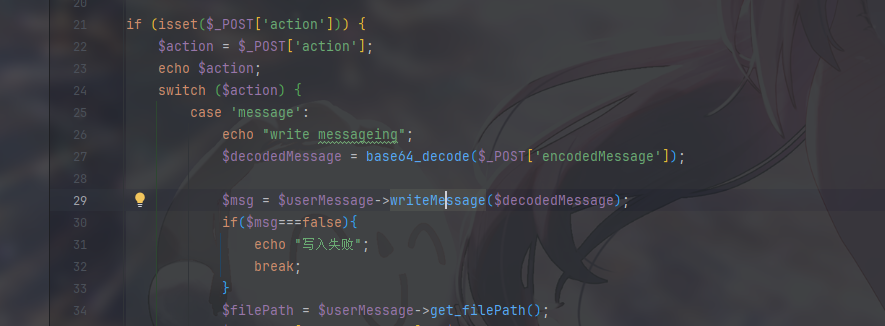 20
21 if (isset($_POST['action'])) {
22 $action = $_POST['action'];
23 echo $action;
24 switch ($action) {
25 case 'message':
26 echo "write messageing";
27 $decodedMessage = base64_decode($_POST['encodedMessage']);
28
29 $msg = $userMessage->writeMessage($decodedMessage);
30 if($msg===false){
31 echo "写入失败";
32 break;
33 }
34 $filePath = $userMessage->get_filePath();